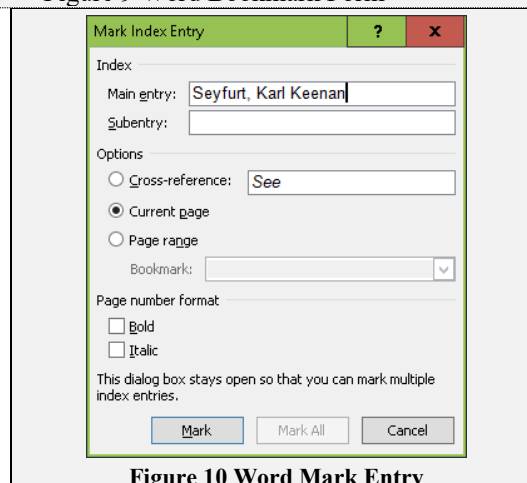 Figure 9 Word Bookmark Form
Mark Index Entry ? x
Index
Main entry: Seyfurt, Karl Keenan
Subentry:
Options
Cross-reference: See
Current page
Page range
Bookmark:
Page number format
Bold
Italic
This dialog box stays open so that you can mark multiple
index entries.
Mark Mark All Cancel
Figure 10 Word Mark Entry